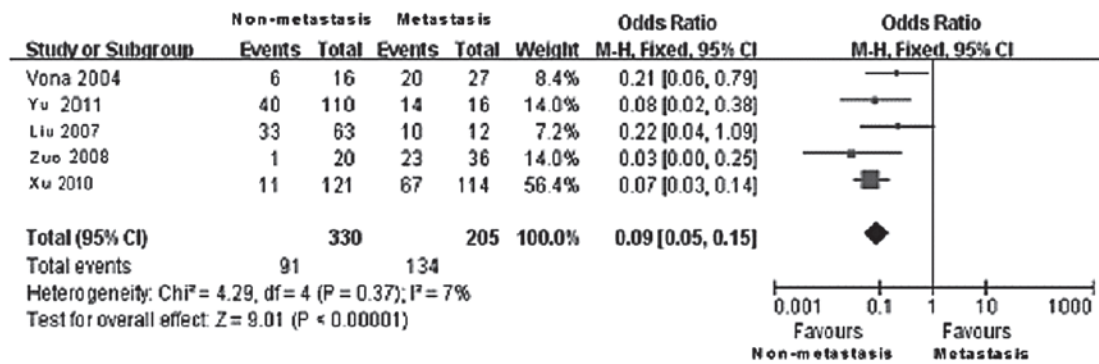 Non-metastasis Metastasis Odds Ratio Odds Ratio
Study or Subgroup Events Total Events Total Weight M-H, Fixed, 95% CI M-H, Fixed, 95% CI
Vona 2004 6 16 20 27 8.4% 0.21 [0.06, 0.79]
Yu 2011 40 110 14 16 14.0% 0.08 [0.02, 0.38]
Liu 2007 33 63 10 12 7.2% 0.22 [0.04, 1.09]
Zuo 2008 1 20 23 36 14.0% 0.03 [0.00, 0.25]
Xu 2010 11 121 67 114 56.4% 0.07 [0.03, 0.14]
Total (95% CI) 330 205 100.0% 0.09 [0.05, 0.15]
Total events 91 134
Heterogeneity: Chi² = 4.29, df = 4 (P = 0.37); I² = 7%
Test for overall effect: Z = 9.01 (P < 0.00001)
0.001 0.1 1 10 1000
Favours Favours
Non-metastasis Metastasis